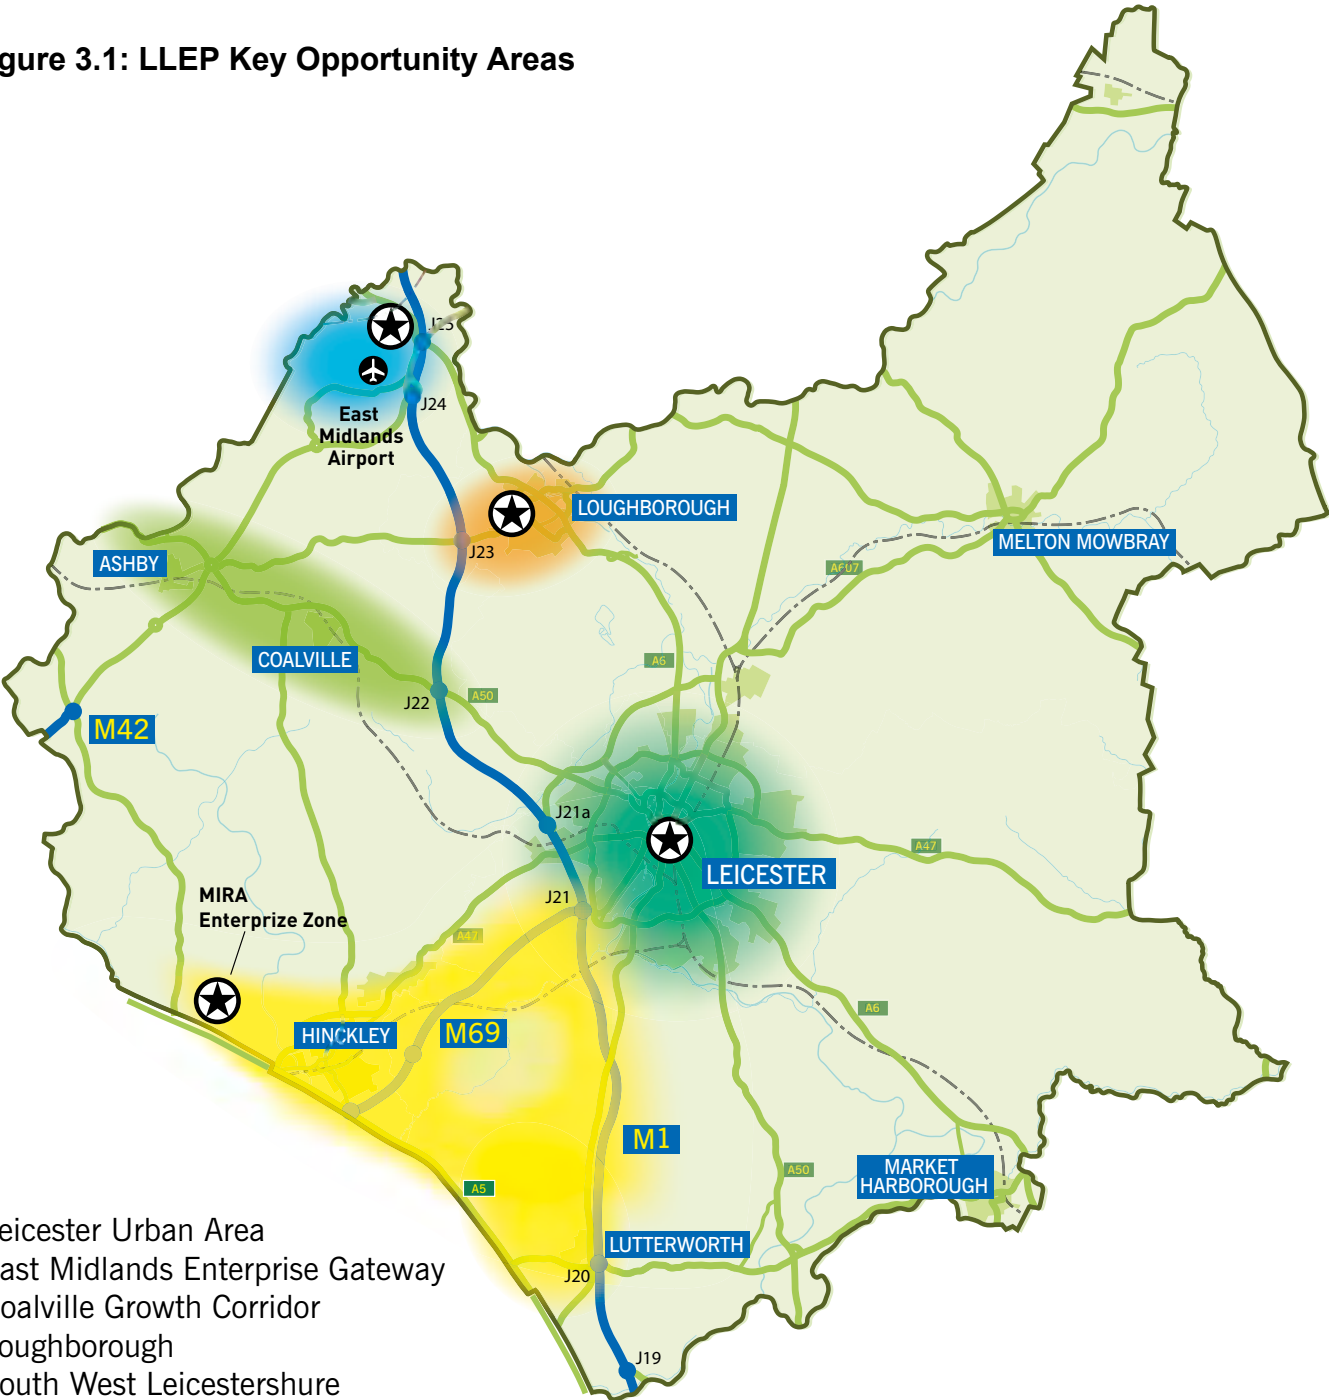 gure 3.1: LLEP Key Opportunity Areas
J25
J24
East
Midlands
Airport
LOUGHBOROUGH
J23
MELTON MOWBRAY
ASHBY
A607
COALVILLE
A6
J22
A50
M42
J21a
LEICESTER
A47
J21
MIRA
Enterprize Zone
A47
A6
HINCKLEY
M69
M1
A50
MARKET
HARBOROUGH
A5
LUTTERWORTH
J20
J19
eicester Urban Area
ast Midlands Enterprise Gateway
oalville Growth Corridor
oughborough
outh West Leicestershure